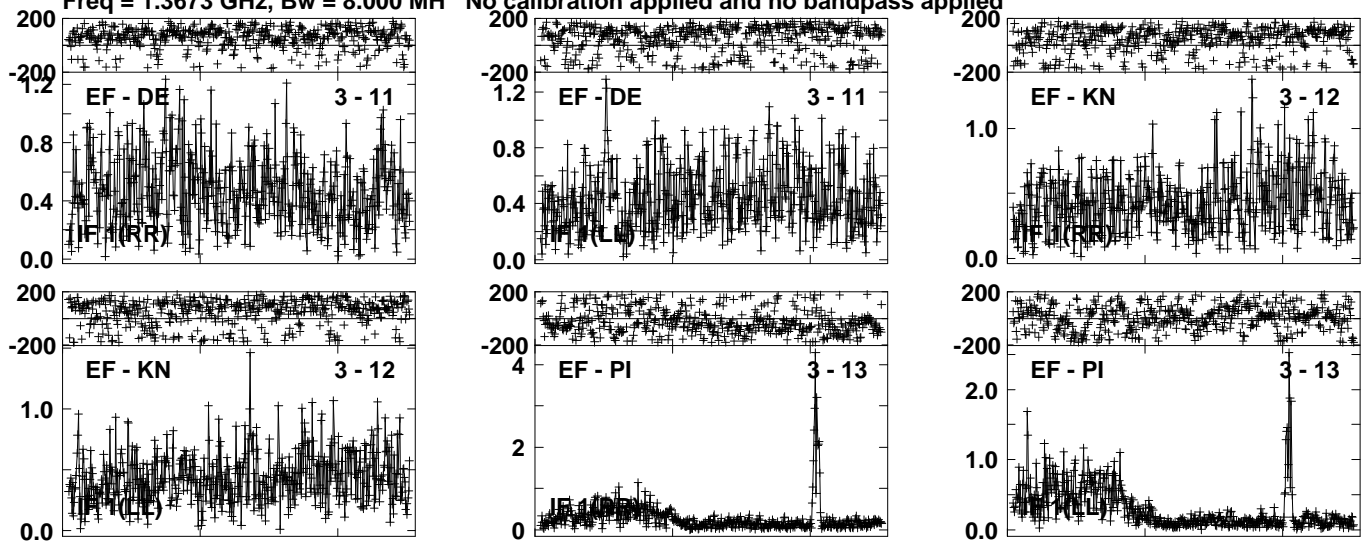 Freq = 1.3673 GHz, Bw = 8.000 MH No calibration applied and no bandpass applied
200
-200
1.2
0.8
0.4
0.0
EF - DE 3 - 11
IF 1(RR)
200
-200
1.2
0.8
0.4
0.0
EF - DE 3 - 11
IF 1(LL)
200
-200
1.0
0.0
EF - KN 3 - 12
IF 1(RR)
200
-200
1.0
0.0
EF - KN 3 - 12
IF 1(LL)
200
-200
4
2
0
EF - PI 3 - 13
IF 1(RR)
200
-200
2.0
1.0
0.0
EF - PI 3 - 13
IF 1(LL)